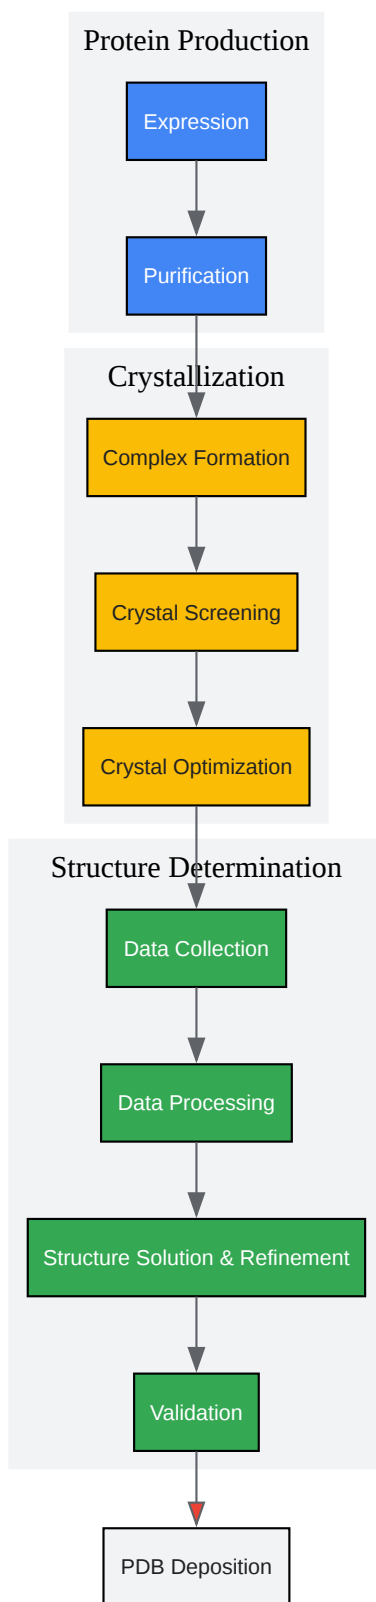 Protein Production
Expression
Purification
Crystallization
Complex Formation
Crystal Screening
Crystal Optimization
Structure Determination
Data Collection
Data Processing
Structure Solution & Refinement
Validation
PDB Deposition